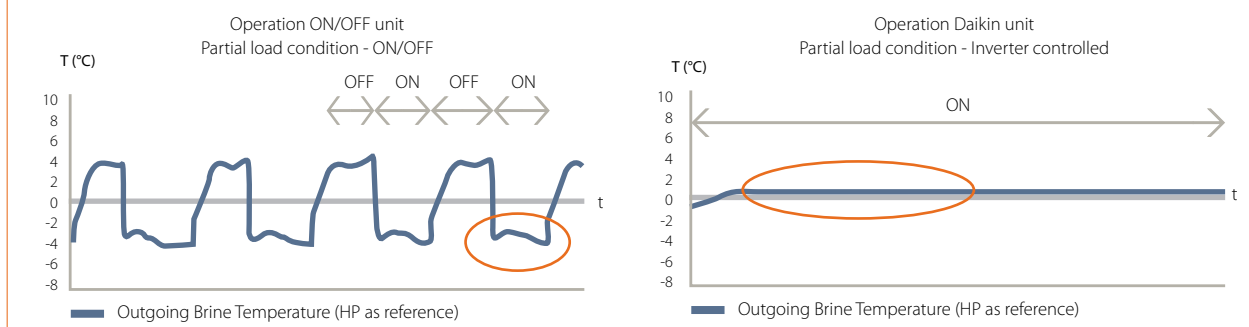 Operation ON/OFF unit
Partial load condition - ON/OFF
T (°C)
OFF ON OFF ON
10
8
6
4
2
0
-2
-4
-6
-8
t
Outgoing Brine Temperature (HP as reference)
Operation Daikin unit
Partial load condition - Inverter controlled
T (°C)
ON
10
8
6
4
2
0
-2
-4
-6
-8
t
Outgoing Brine Temperature (HP as reference)